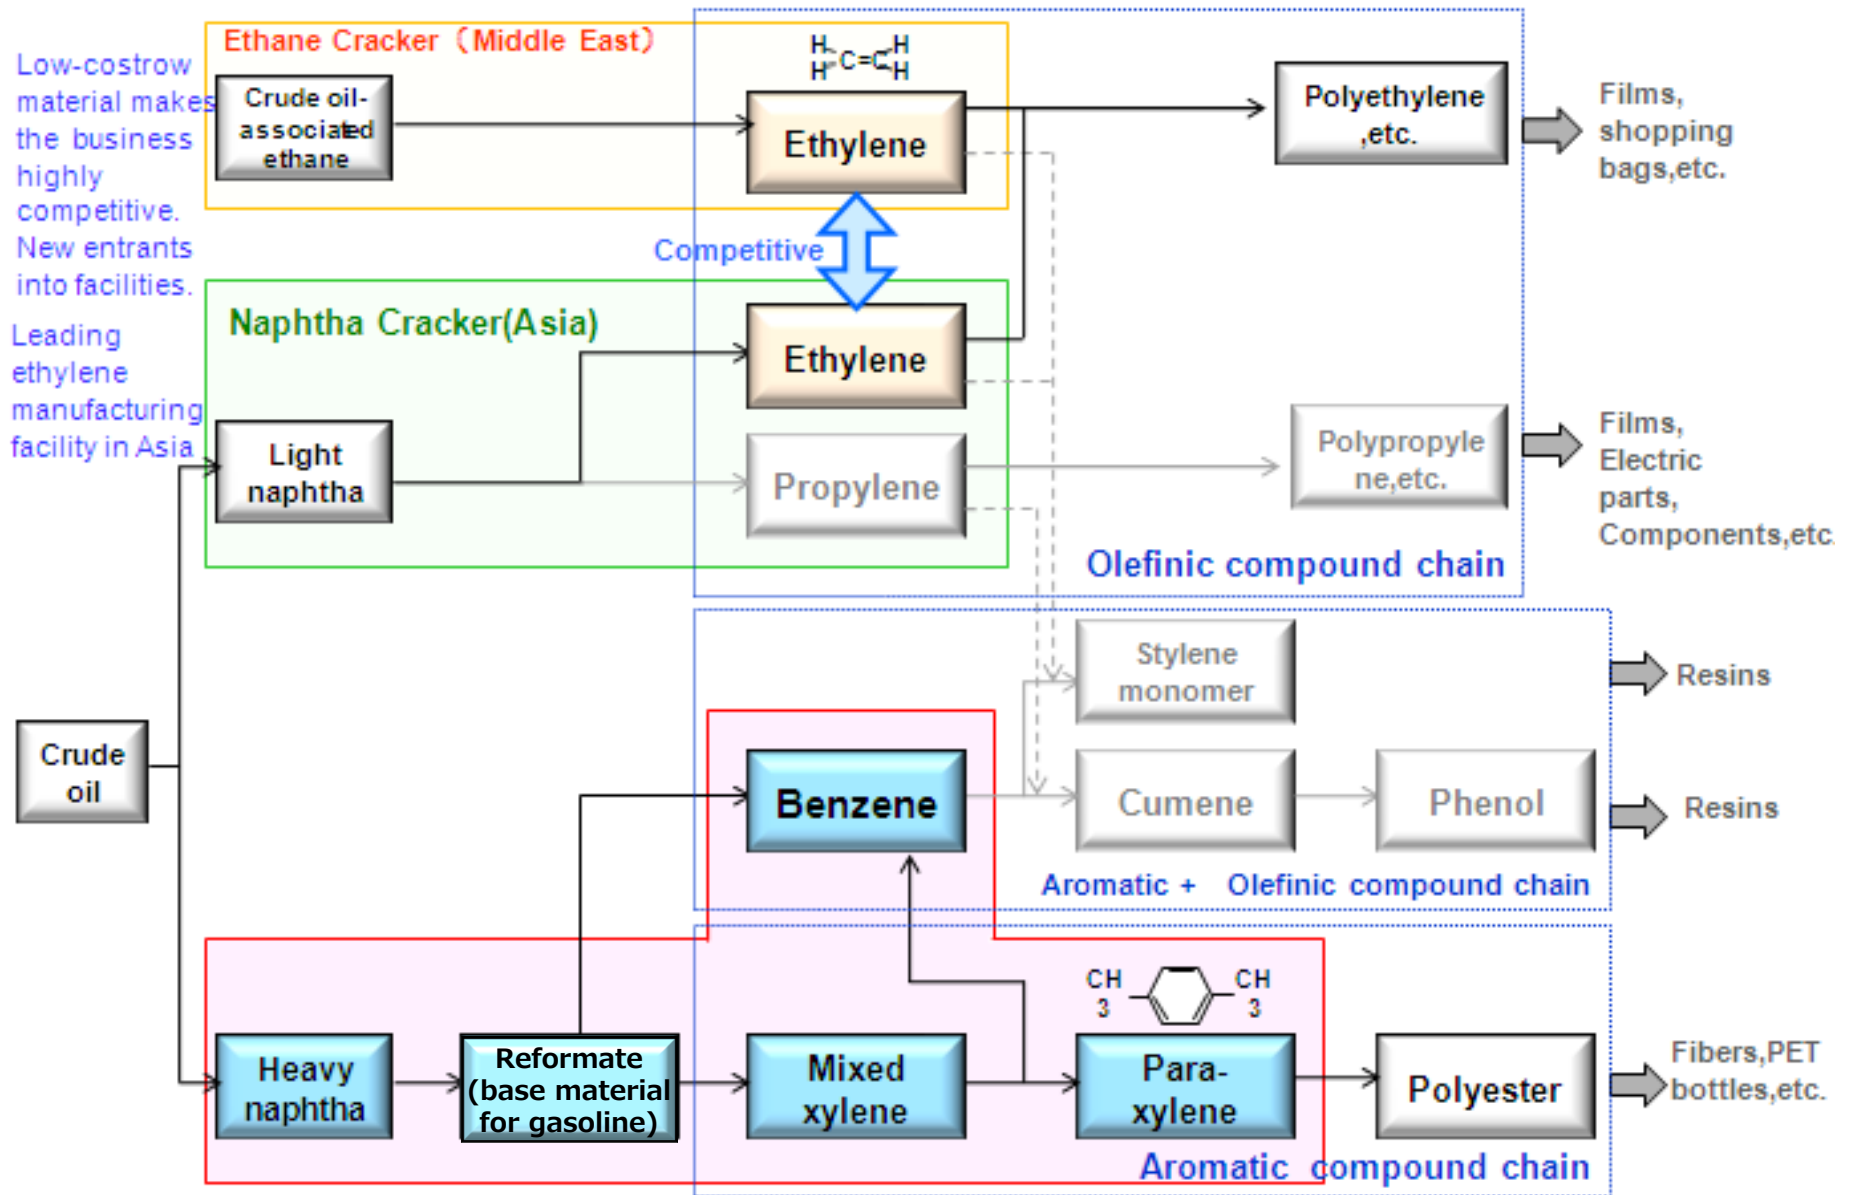 Ethane Cracker（Middle East）
Low-costrow
material makes
the business
highly
competitive.
New entrants
into facilities.
Crude oil-
associated
ethane
H H
C=C
H H
Ethylene
Polyethylene
,etc.
Films,
shopping
bags,etc.
Competitive
Naphtha Cracker(Asia)
Leading
ethylene
manufacturing
facility in Asia
Light
naphtha
Ethylene
Propylene
Polypropyle
ne,etc.
Films,
Electric
parts,
Components,etc.
Olefinic compound chain
Stylene
monomer
Resins
Crude
oil
Benzene
Cumene
Phenol
Resins
Aromatic + Olefinic compound chain
CH
3
CH
3
Heavy
naphtha
Reformate
(base material
for gasoline)
Mixed
xylene
Para-
xylene
Polyester
Fibers,PET
bottles,etc.
Aromatic compound chain